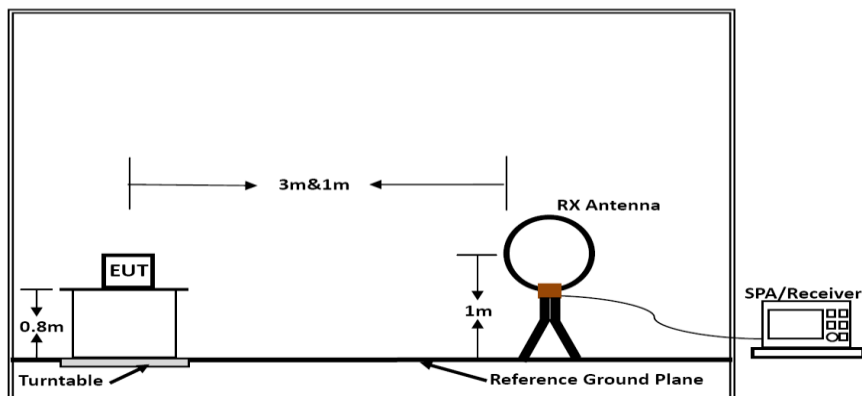 3m&1m
RX Antenna
EUT
SPA/Receiver
0.8m
1m
Turntable
Reference Ground Plane